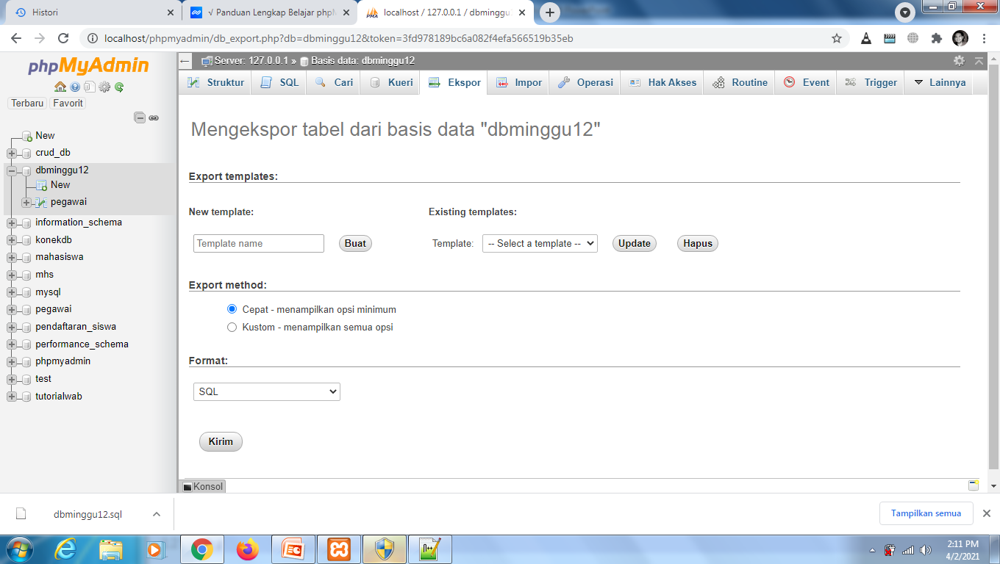 Histori
√ Panduan Lengkap Belajar phpM
localhost / 127.0.0.1 / dbminggu
localhost/phpmyadmin/db_export.php?db=dbminggu12&token=3fd978189bc6a082f4efa566519b35eb
phpMyAdmin
Terbaru Favorit
New
crud_db
dbminggu12
New
pegawai
information_schema
konekdb
mahasiswa
mhs
mysql
pegawai
pendaftaran_siswa
performance_schema
phpmyadmin
test
tutorialwab
Server: 127.0.0.1 » Basis data: dbminggu12
Struktur SQL Cari Kueri Ekspor Impor Operasi Hak Akses Routine Event Trigger Lainnya
Mengekspor tabel dari basis data "dbminggu12"
Export templates:
New template: Existing templates:
Template name Buat Template: -- Select a template -- Update Hapus
Export method:
Cepat - menampilkan opsi minimum
Kustom - menampilkan semua opsi
Format:
SQL
Kirim
Konsol
dbminggu12.sql
Tampilkan semua
2:11 PM
4/2/2021